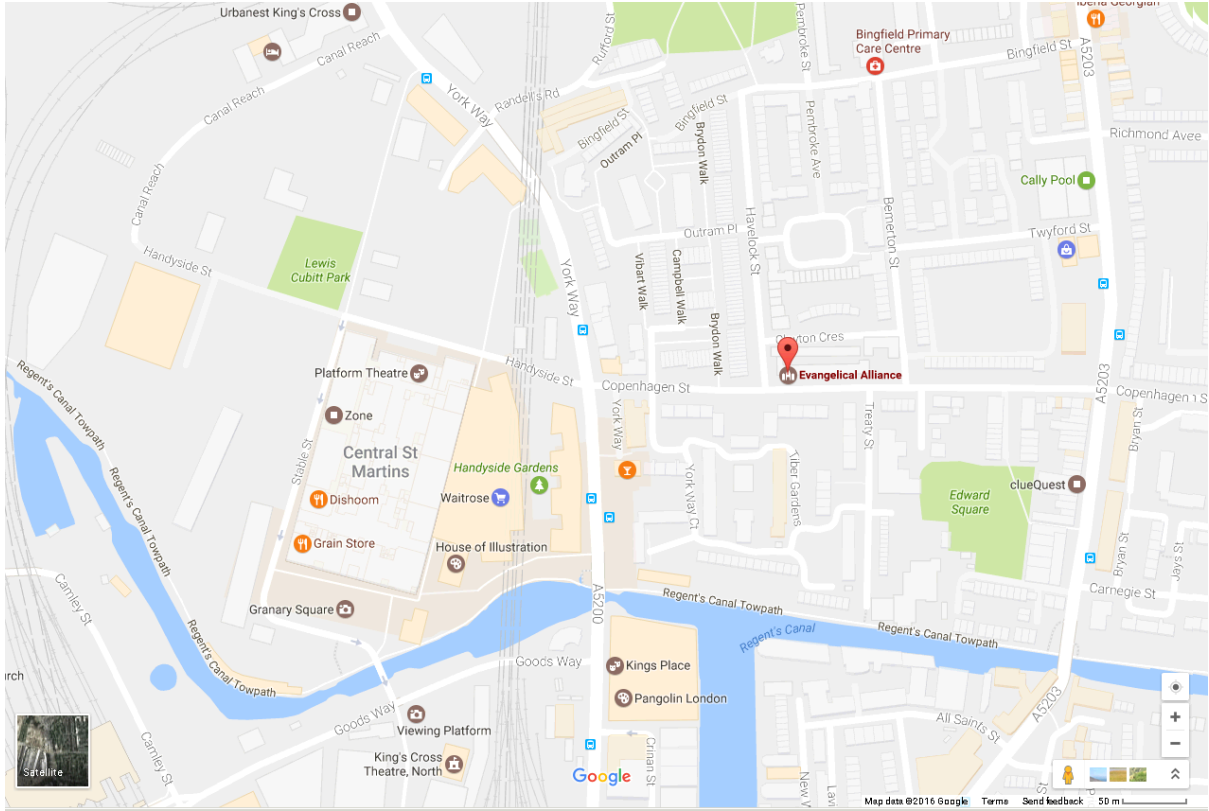 Urbanest King's Cross
Canal Reach
Canal Reach
Canal Reach
York Way
Randell's Rd
Rufford St
Pembroke St
Iberia Georgian
Bingfield Primary
Care Centre
Bingfield St
A5203
Bingfield St
Bingfield St
Outram Pl
Brydon Walk
Pembroke Ave
Richmond Avee
Cally Pool
Bemerton St
Havelock St
Outram Pl
Twyford St
Handyside St
Lewis
Cubitt Park
York Way
Vibart Walk
Campbell Walk
Brydon Walk
Regent's Canal Towpath
Platform Theatre
Handyside St
Copenhagen St
Evangelical Alliance
A5203
Copenhagen St
Zone
Central St
Martins
Stable St
York Way
Treaty St
Bryan St
Handyside Gardens
Waitrose
Dishoom
Grain Store
House of Illustration
York Way Ct
Tiber Gardens
Edward
Square
clueQuest
Regent's Canal Towpath
Bryan St
Jays St
Camley St
Granary Square
A5200
Regent's Canal Towpath
Carnegie St
Regent's Canal
Regent's Canal Towpath
Regent's Canal Towpath
urch
Goods Way
Kings Place
Pangolin London
Goods Way
Viewing Platform
King's Cross
Theatre, North
Camley St
All Saints St
A5203
Crinan St
Satellite
Google
Map data ©2016 Google Terms Send feedback 50 m